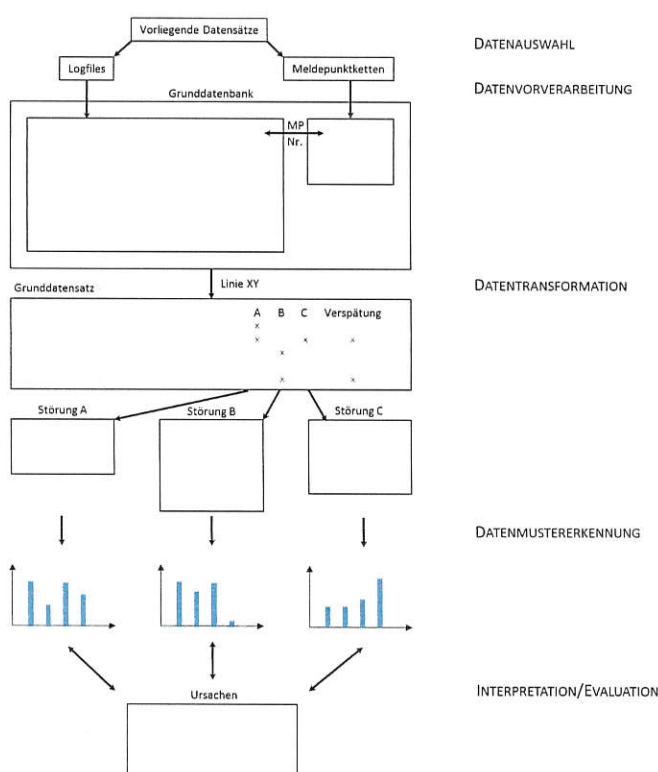 Vorliegende Datensätze
DATENAUSWAHL
Logfiles
Meldepunktketten
DATENVORVERARBEITUNG
Grunddatenbank
MP
Nr.
Linie XY
DATENTRANSFORMATION
Grunddatensatz
A B C Verspätung
x
x x x
x
x x
Störung A
Störung B
Störung C
DATENMUSTERERKENNUNG
INTERPRETATION/EVALUATION
Ursachen